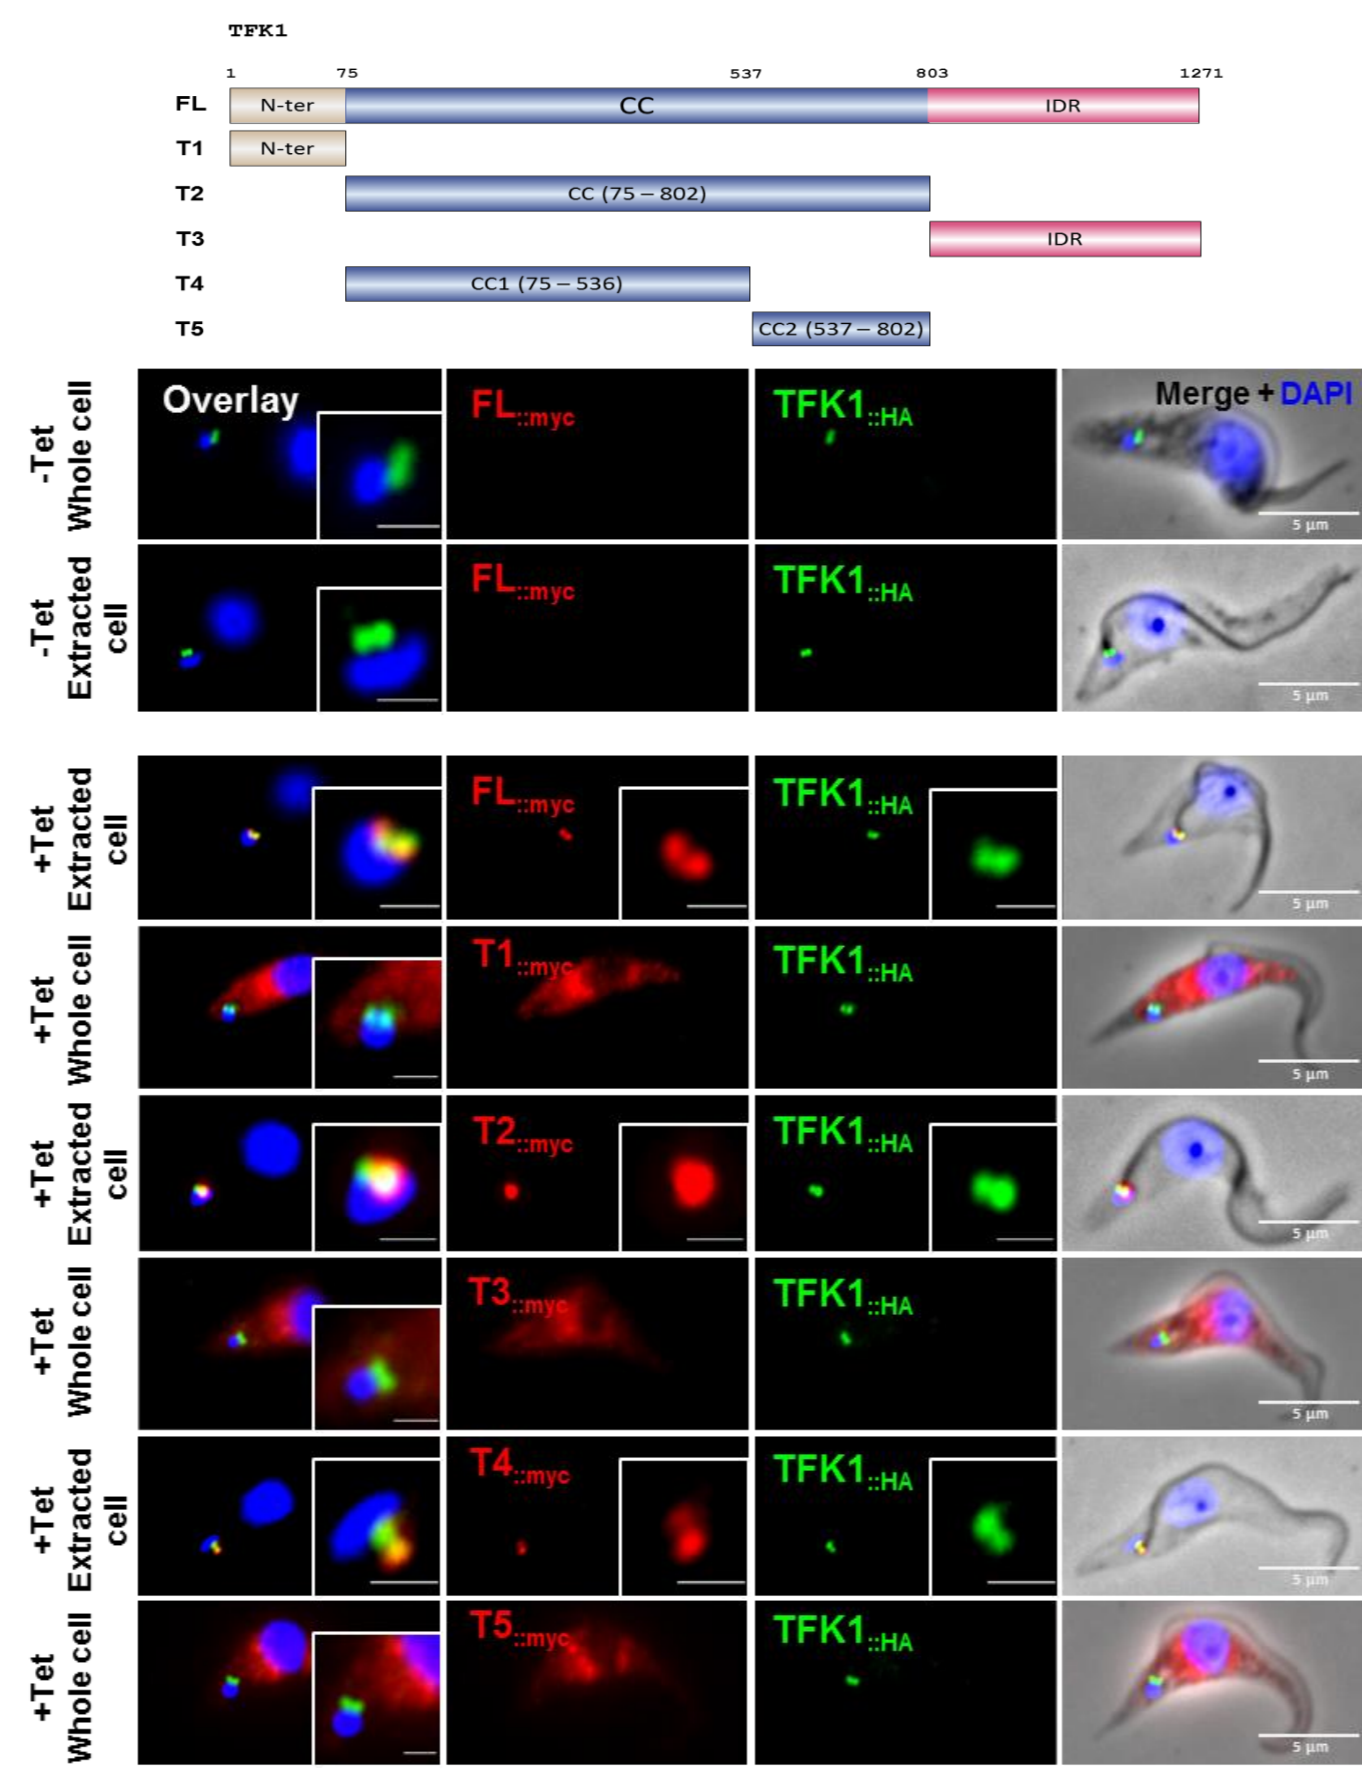 TFK1
1 75 537 803 1271
FL N-ter CC IDR
T1 N-ter
T2 CC (75 – 802)
T3 IDR
T4 CC1 (75 – 536)
T5 CC2 (537 – 802)
-Tet
Whole cell
Overlay
FL::myc
TFK1::HA
Merge + DAPI
5 µm
-Tet
Extracted
cell
FL::myc
TFK1::HA
5 µm
+Tet
Extracted
cell
FL::myc
TFK1::HA
5 µm
+Tet
Whole cell
T1::myc
TFK1::HA
5 µm
+Tet
Extracted
cell
T2::myc
TFK1::HA
5 µm
+Tet
Whole cell
T3::myc
TFK1::HA
5 µm
+Tet
Extracted
cell
T4::myc
TFK1::HA
5 µm
+Tet
Whole cell
T5::myc
TFK1::HA
5 µm